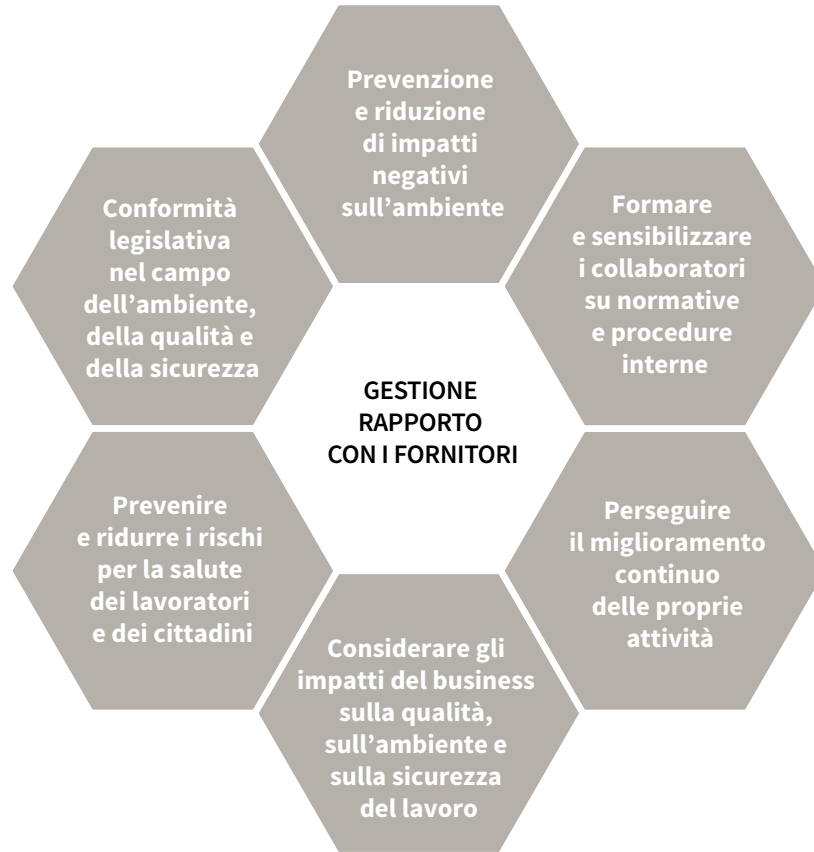 Prevenzione
e riduzione
di impatti
negativi
sull’ambiente
Formare
e sensibilizzare
i collaboratori
su normative
e procedure
interne
Perseguire
il miglioramento
continuo
delle proprie
attività
Considerare gli
impatti del business
sulla qualità,
sull’ambiente e
sulla sicurezza
del lavoro
Prevenire
e ridurre i rischi
per la salute
dei lavoratori
e dei cittadini
Conformità
legislativa
nel campo
dell’ambiente,
della qualità e
della sicurezza
GESTIONE
RAPPORTO
CON I FORNITORI